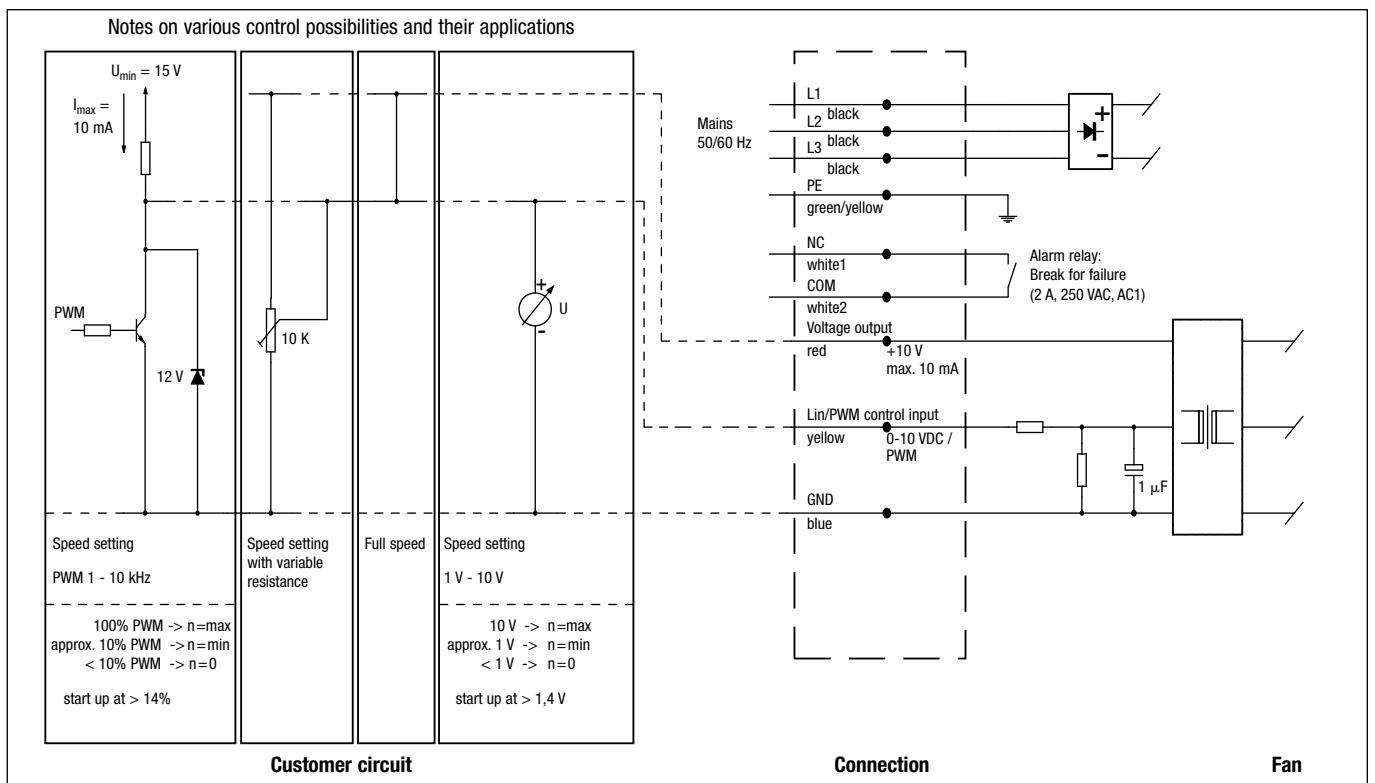 Notes on various control possibilities and their applications
U min = 15 V
I max =
10 mA
PWM
12 V
Speed setting
PWM 1 - 10 kHz
100% PWM -> n=max
approx. 10% PWM -> n=min
< 10% PWM -> n=0
start up at > 14%
10 K
Speed setting
with variable
resistance
Full speed
+
U
-
Speed setting
1 V - 10 V
10 V -> n=max
approx. 1 V -> n=min
< 1 V -> n=0
start up at > 1,4 V
Customer circuit
Mains
50/60 Hz
L1
black
L2
black
L3
black
PE
green/yellow
NC
white1
COM
white2
Voltage output
red
+10 V
max. 10 mA
Lin/PWM control input
yellow
0-10 VDC /
PWM
GND
blue
Connection
+
-
Alarm relay:
Break for failure
(2 A, 250 VAC, AC1)
1 µF
Fan